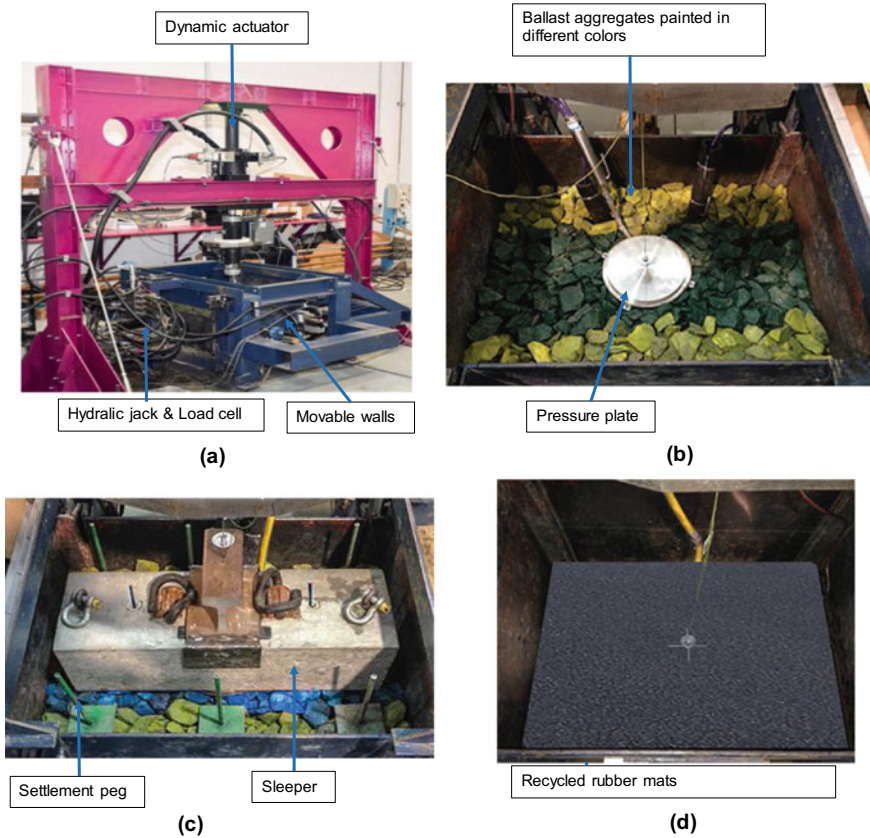 Dynamic actuator
Ballast aggregates painted in
different colors
Hydralic jack & Load cell
Movable walls
(a)
Pressure plate
(b)
Settlement peg
Sleeper
(c)
Recycled rubber mats
(d)